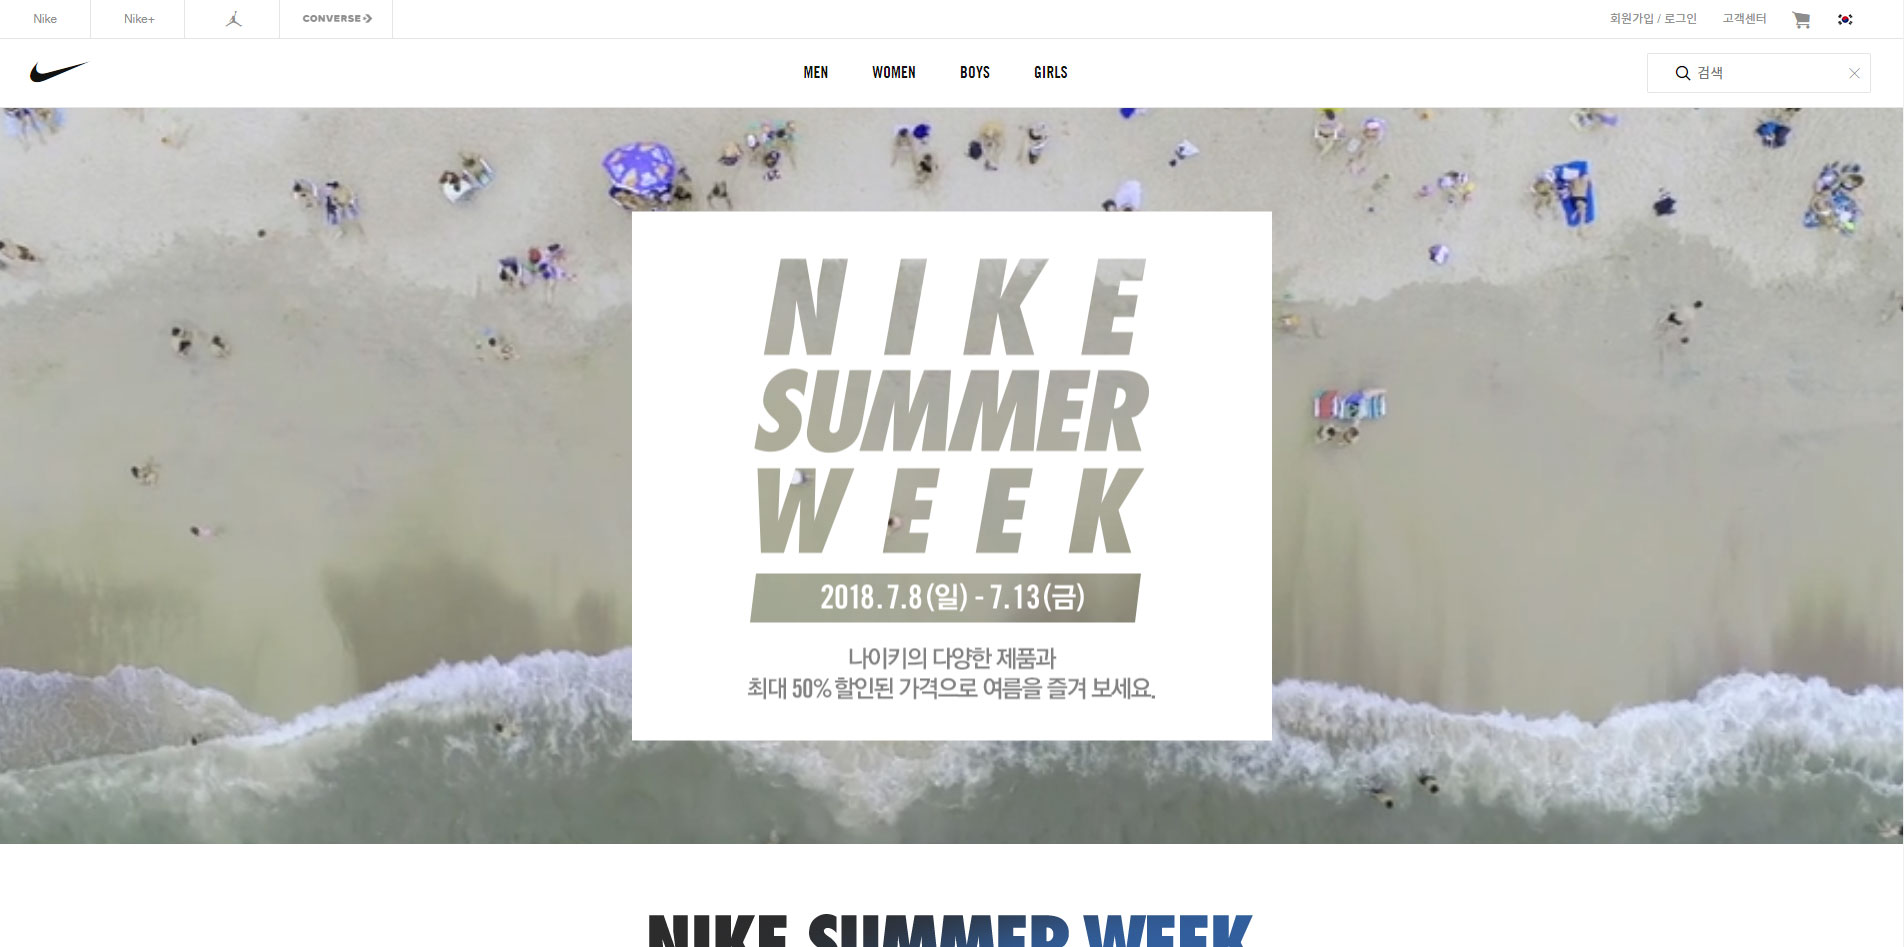 Nike
Nike+
CONVERSE
회원가입 / 로그인
고객센터
MEN
WOMEN
BOYS
GIRLS
검색
NIKE
SUMMER
WEEK
2018.7.8(일) - 7.13(금)
나이키의 다양한 제품과
최대 50% 할인된 가격으로 여름을 즐겨 보세요.
NIKE SUMMER WEEK